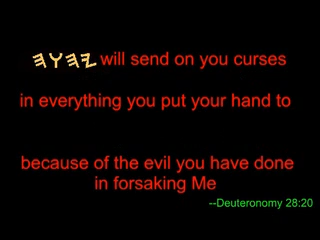 𐤉𐤄𐤅𐤄 will send on you curses
in everything you put your hand to
because of the evil you have done
in forsaking Me
--Deuteronomy 28:20